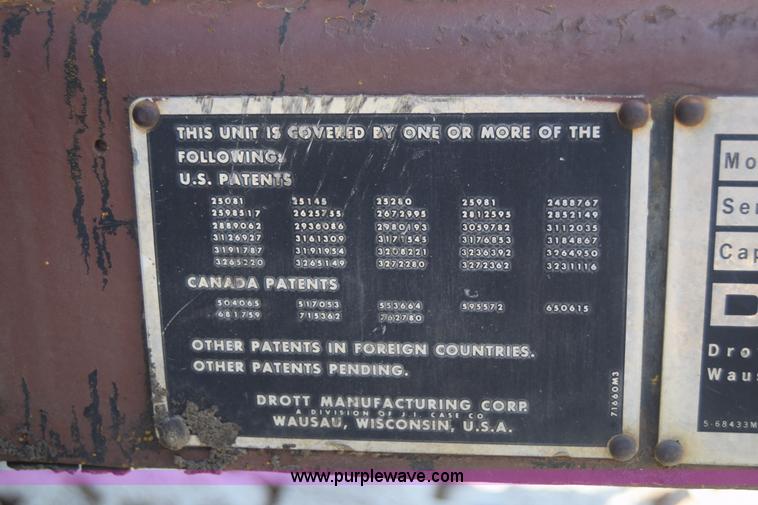 THIS UNIT IS COVERED BY ONE OR MORE OF THE
FOLLOWING:
U.S. PATENTS
25081 25145 25280 25981 2488767
2598517 2625755 2672995 2812595 2852149
2889062 2936086 2980193 3059782 3112035
3126927 3161309 3171545 3176853 3184867
3191787 3191954 3208221 3236392 3264950
3265220 3265149 3272280 3272362 3231116
CANADA PATENTS
504065 517053 553664 595572 650615
681759 715362 762780
OTHER PATENTS IN FOREIGN COUNTRIES.
OTHER PATENTS PENDING.
DROTT MANUFACTURING CORP.
A DIVISION OF J.I. CASE CO.
WAUSAU, WISCONSIN, U.S.A.
71660M3
Mo
Ser
Cap
D
Dro
Waus
5-68433M
www.purplewave.com